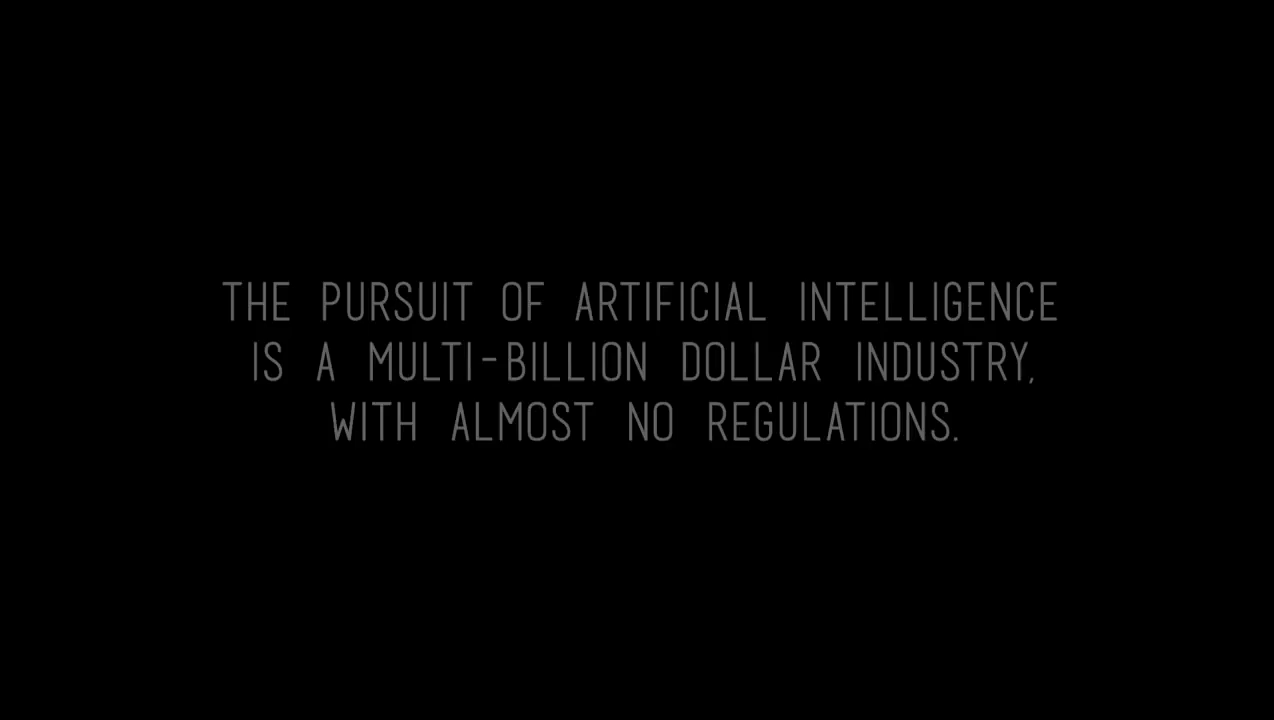 THE PURSUIT OF ARTIFICIAL INTELLIGENCE
IS A MULTI-BILLION DOLLAR INDUSTRY,
WITH ALMOST NO REGULATIONS.